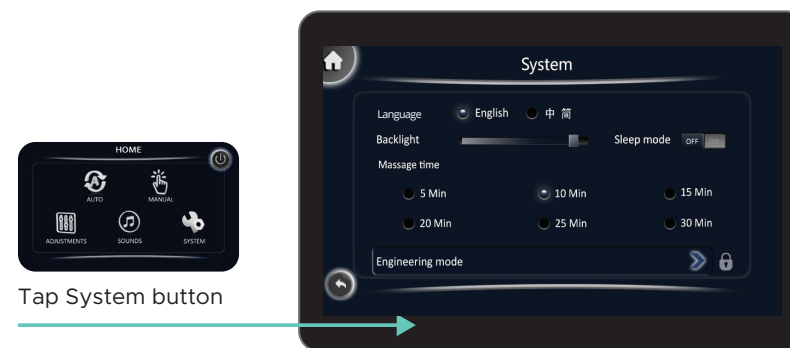 HOME
AUTO
MANUAL
ADJUSTMENTS
SOUNDS
SYSTEM
Tap System button
System
Language English 中 简
Backlight Sleep mode OFF ON
Massage time
5 Min 10 Min 15 Min
20 Min 25 Min 30 Min
Engineering mode